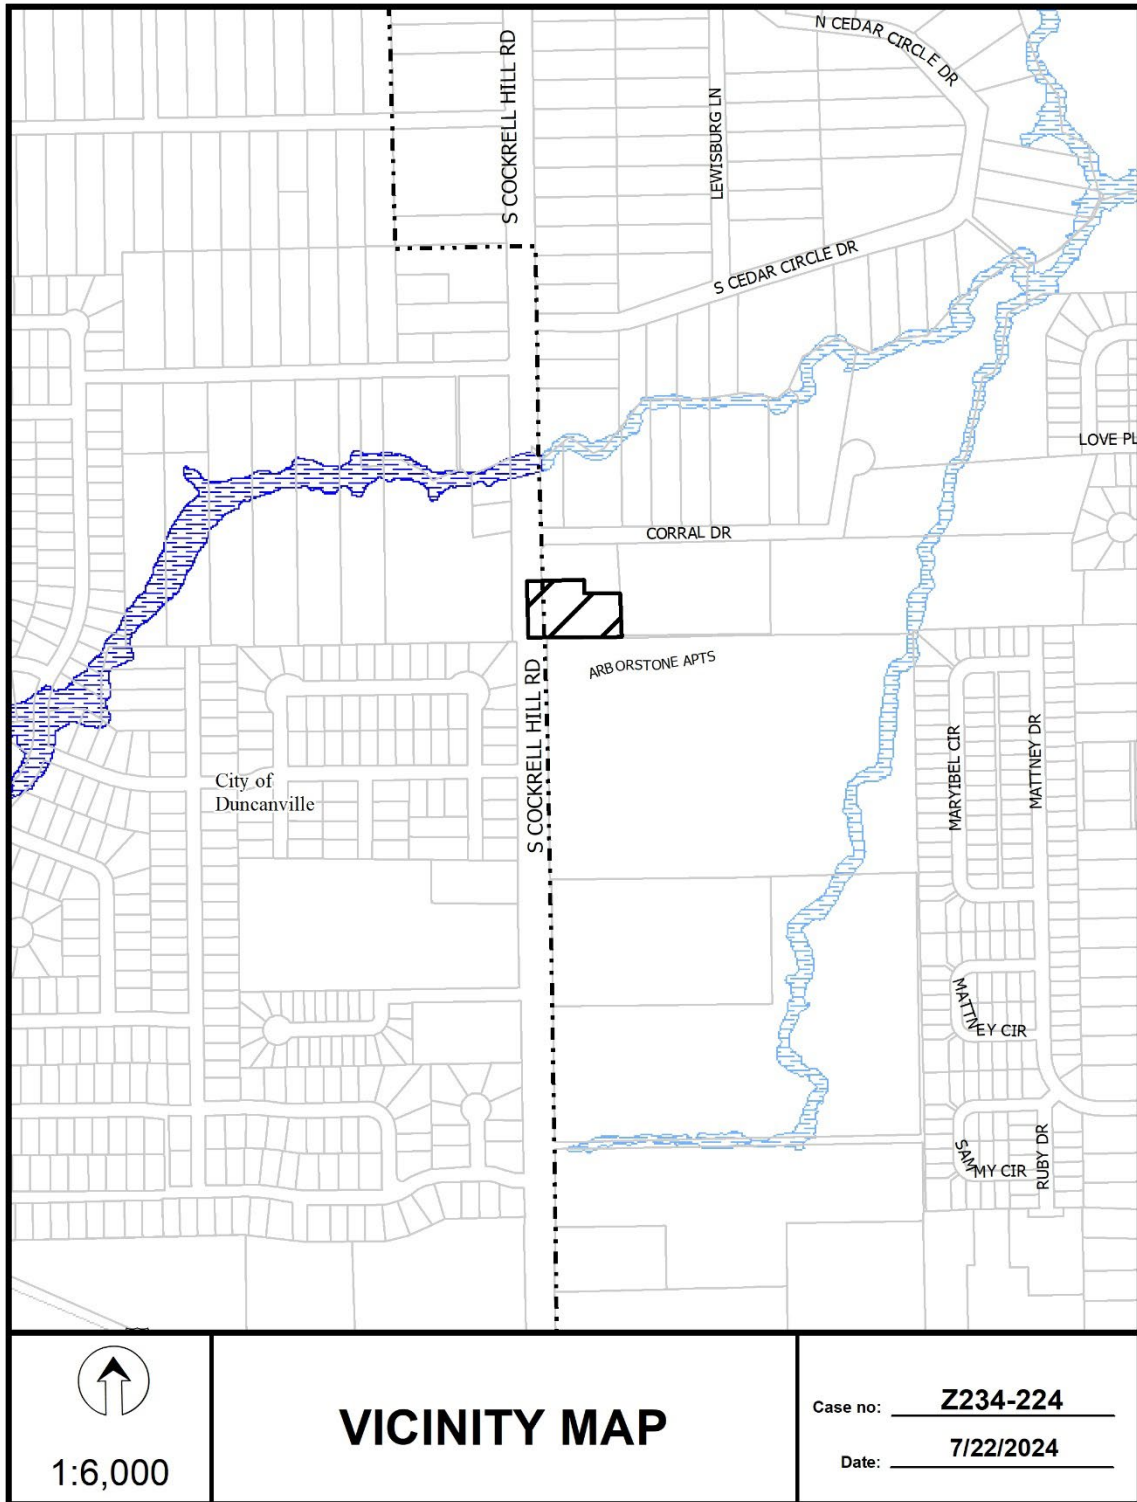 N CEDAR CIRCLE DR
S COCKRELL HILL RD
LEWISBURG LN
S CEDAR CIRCLE DR
LOVE PL
CORRAL DR
ARBORSTONE APTS
S COCKRELL HILL RD
MARYIBEL CIR
MATTNEY DR
City of
Duncanville
MATTNEY CIR
SAMMY CIR
RUBY DR
1:6,000
VICINITY MAP
Case no: Z234-224
Date: 7/22/2024